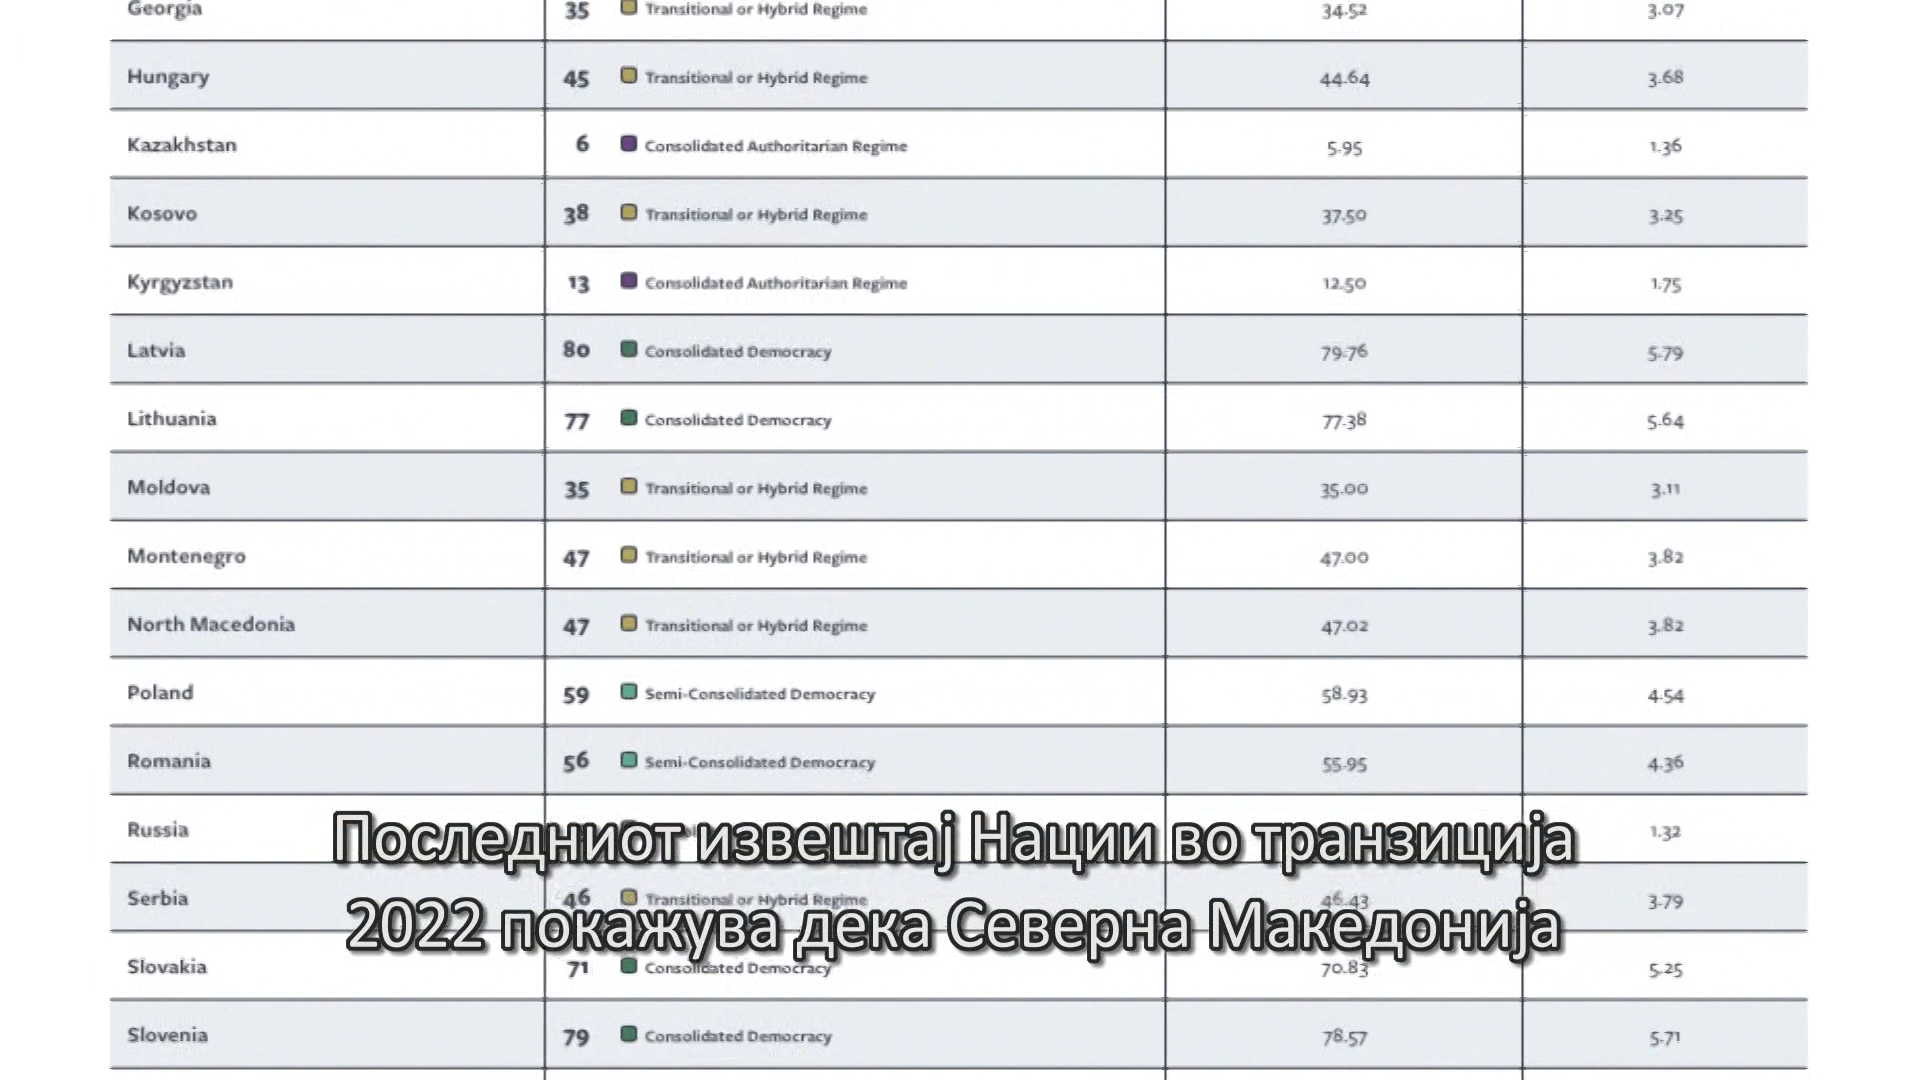 Georgia 35 Transitional or Hybrid Regime 34.52 3.07
Hungary 45 Transitional or Hybrid Regime 44.64 3.68
Kazakhstan 6 Consolidated Authoritarian Regime 5.95 1.36
Kosovo 38 Transitional or Hybrid Regime 37.50 3.25
Kyrgyzstan 13 Consolidated Authoritarian Regime 12.50 1.75
Latvia 80 Consolidated Democracy 79.76 5.79
Lithuania 77 Consolidated Democracy 77.38 5.64
Moldova 35 Transitional or Hybrid Regime 35.00 3.11
Montenegro 47 Transitional or Hybrid Regime 47.00 3.82
North Macedonia 47 Transitional or Hybrid Regime 47.02 3.82
Poland 59 Semi-Consolidated Democracy 58.93 4.54
Romania 56 Semi-Consolidated Democracy 55.95 4.36
Russia 1.32
Последниот извештај Нации во транзиција
Serbia 46 Transitional or Hybrid Regime 46.43 3.79
2022 покажува дека Северна Македонија
Slovakia 71 Consolidated Democracy 70.83 5.25
Slovenia 79 Consolidated Democracy 78.57 5.71